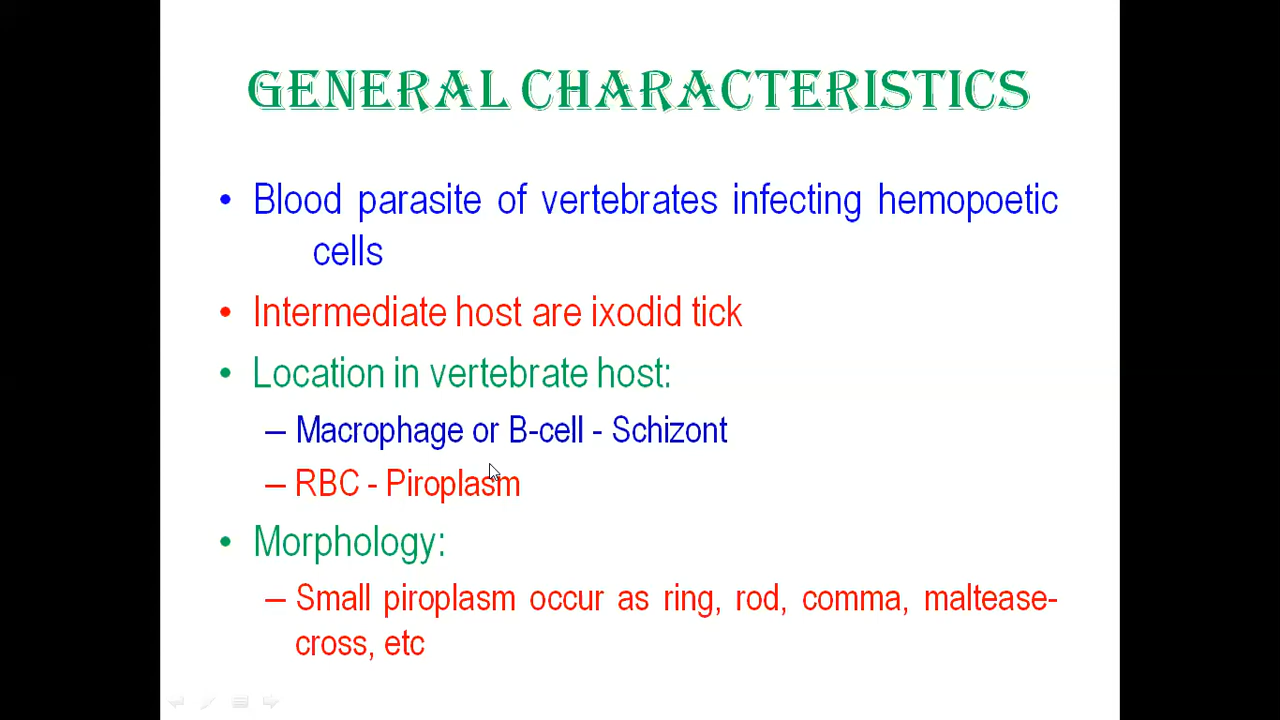 GENERAL CHARACTERISTICS
• Blood parasite of vertebrates infecting hemopoetic
cells
• Intermediate host are ixodid tick
• Location in vertebrate host:
– Macrophage or B-cell - Schizont
– RBC - Piroplasm
• Morphology:
– Small piroplasm occur as ring, rod, comma, maltease-
cross, etc